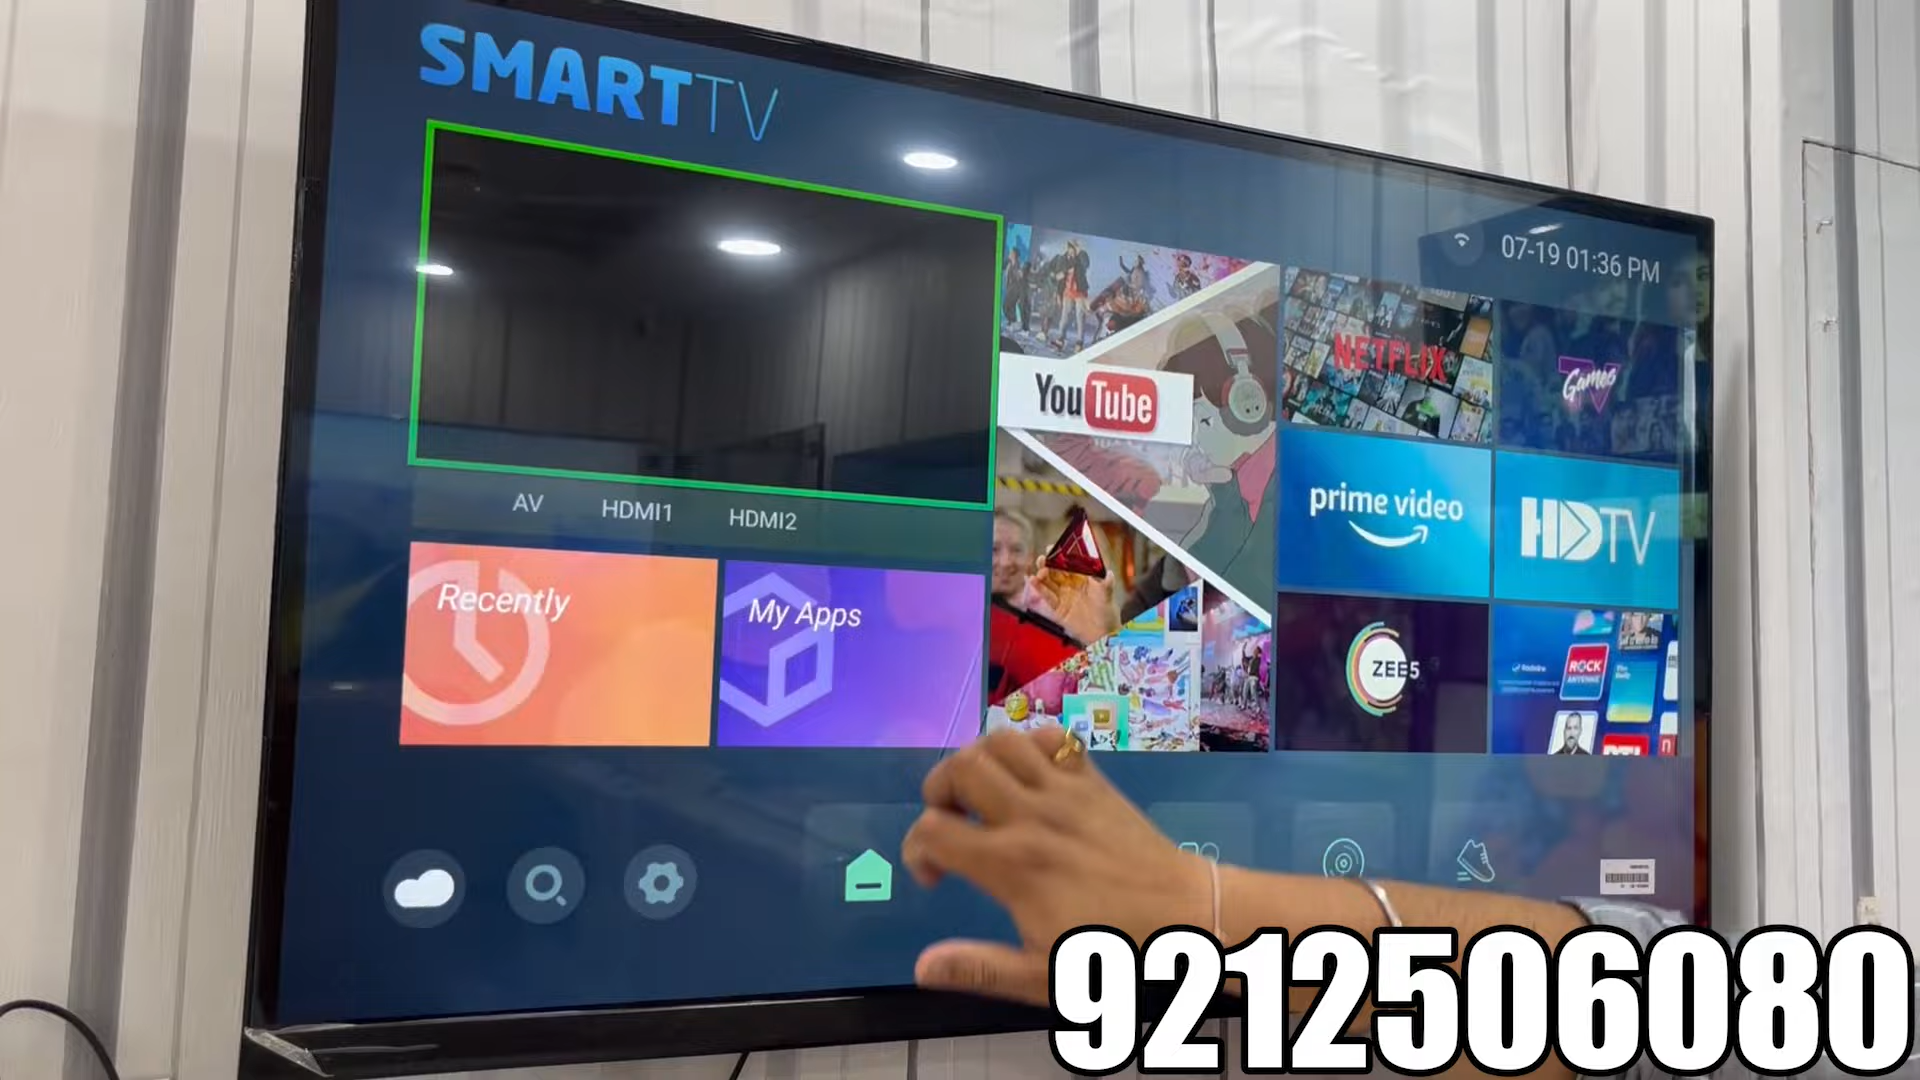 SMARTTV
07-19 01:36 PM
YouTube
NETFLIX
Games
prime video
HDTV
AV HDMI1 HDMI2
Recently
My Apps
ZEE5
ROCK
ANTENNE
9212506080